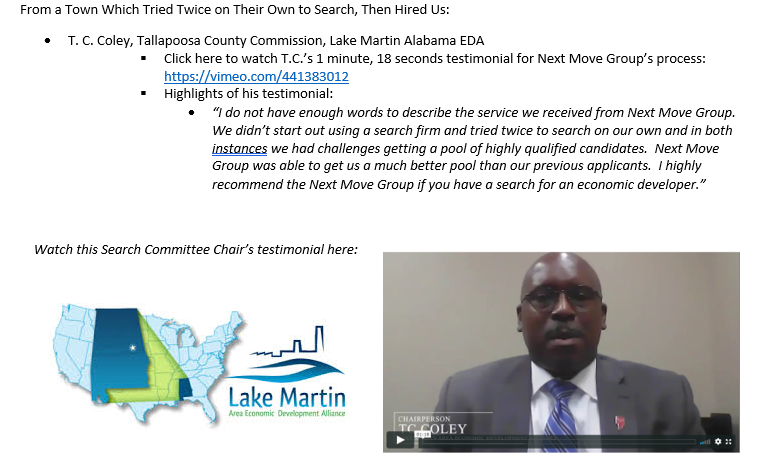 From a Town Which Tried Twice on Their Own to Search, Then Hired Us:
• T. C. Coley, Tallapoosa County Commission, Lake Martin Alabama EDA
▪ Click here to watch T.C.’s 1 minute, 18 seconds testimonial for Next Move Group’s process:
https://vimeo.com/441383012
▪ Highlights of his testimonial:
• “I do not have enough words to describe the service we received from Next Move Group.
We didn’t start out using a search firm and tried twice to search on our own and in both
instances we had challenges getting a pool of highly qualified candidates.  Next Move
Group was able to get us a much better pool than our previous applicants.  I highly
recommend the Next Move Group if you have a search for an economic developer.”
Watch this Search Committee Chair’s testimonial here:
Lake Martin
Area Economic Development Alliance
CHAIRPERSON
TC COLEY
01:18